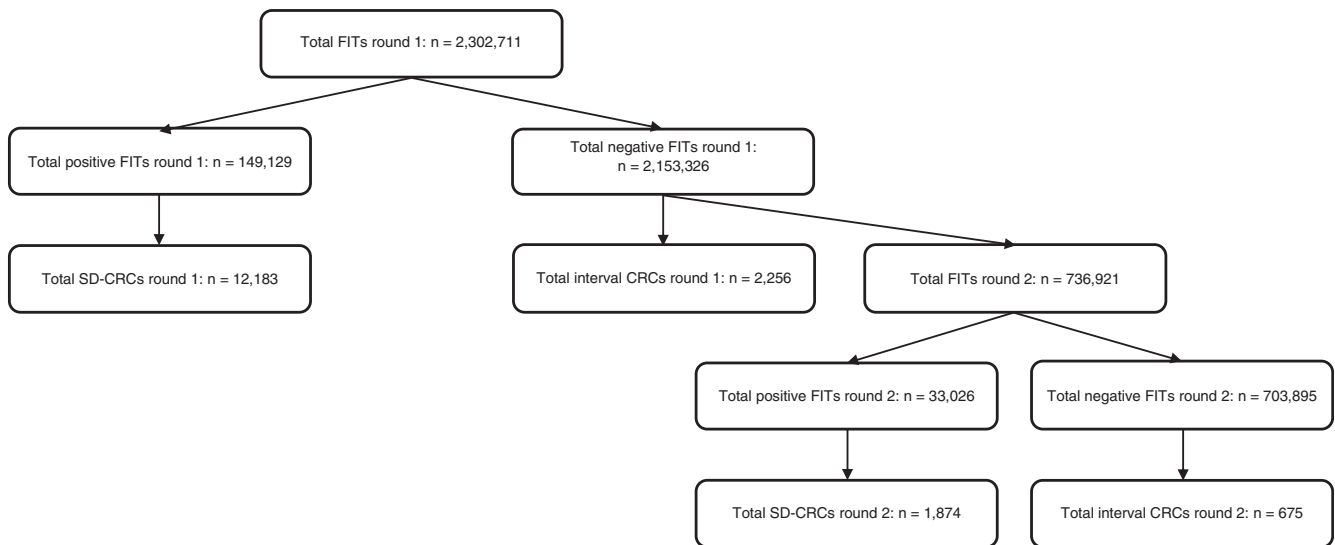 Total FITs round 1: n = 2,302,711
Total positive FITs round 1: n = 149,129
Total negative FITs round 1:
n = 2,153,326
Total SD-CRCs round 1: n = 12,183
Total interval CRCs round 1: n = 2,256
Total FITs round 2: n = 736,921
Total positive FITs round 2: n = 33,026
Total negative FITs round 2: n = 703,895
Total SD-CRCs round 2: n = 1,874
Total interval CRCs round 2: n = 675